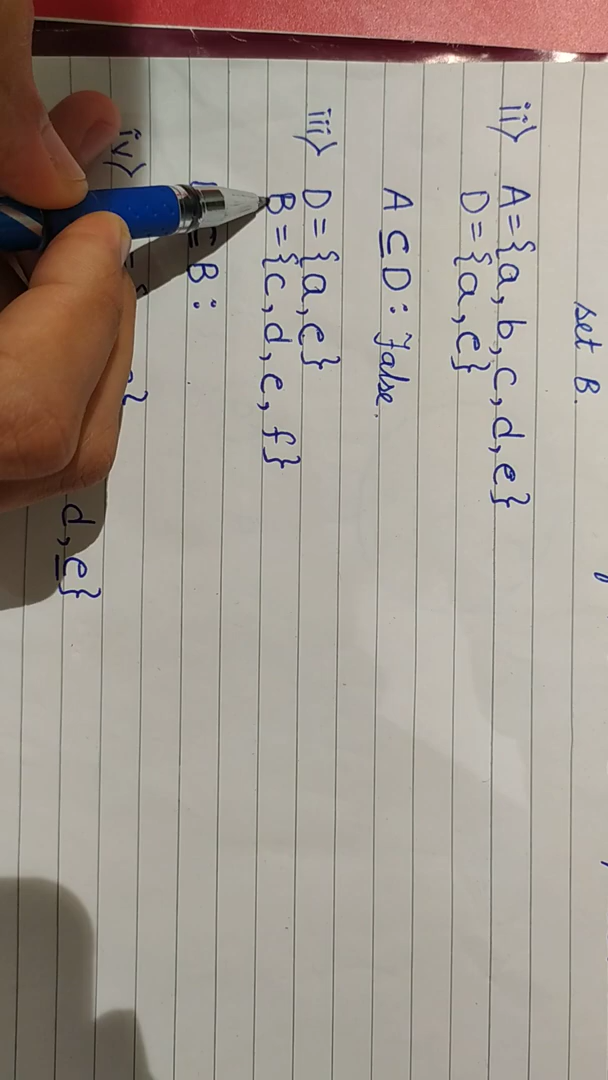 set B.
ii> A={a, b, c, d, e}
D={a, e}
A⊆D: False.
iii> D={a, e}
B={c, d, e, f}
⊆B:
iv>
d, e}